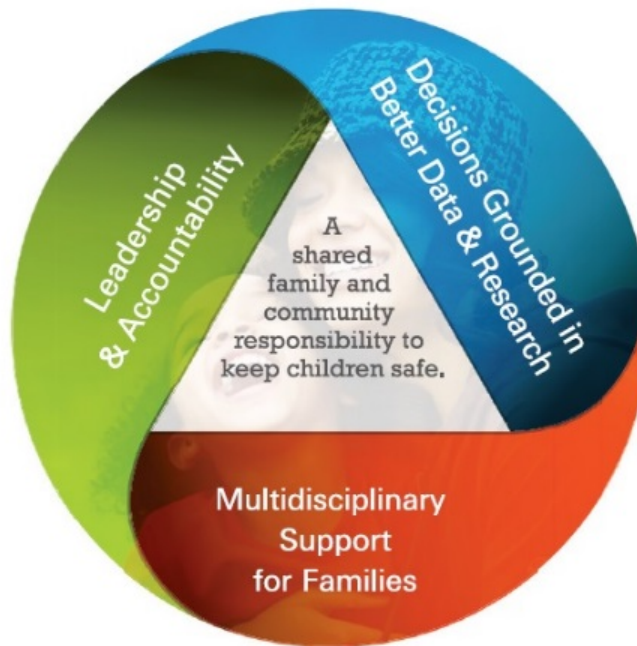 Leadership
& Accountability
Decisions Grounded in
Better Data & Research
A
shared
family and
community
responsibility to
keep children safe.
Multidisciplinary
Support
for Families